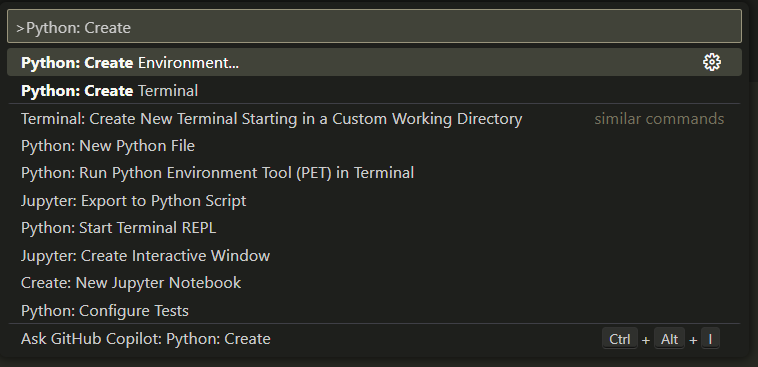 >Python: Create
Python: Create Environment...
Python: Create Terminal
Terminal: Create New Terminal Starting in a Custom Working Directory similar commands
Python: New Python File
Python: Run Python Environment Tool (PET) in Terminal
Jupyter: Export to Python Script
Python: Start Terminal REPL
Jupyter: Create Interactive Window
Create: New Jupyter Notebook
Python: Configure Tests
Ask GitHub Copilot: Python: Create Ctrl + Alt + I